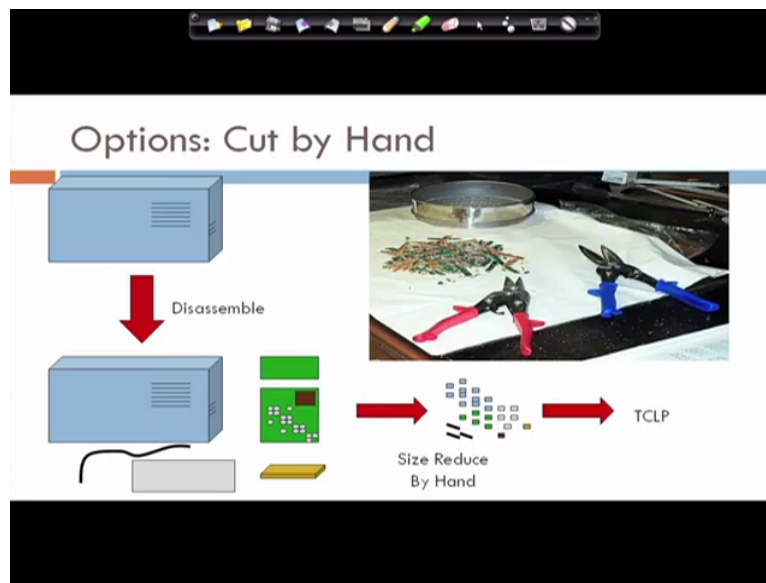 Options: Cut by Hand
Disassemble
Size Reduce
By Hand
TCLP